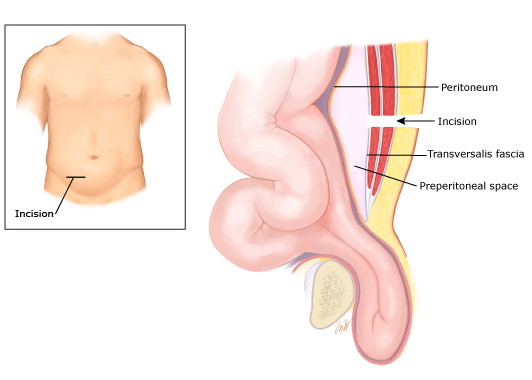 Incision
Peritoneum
Incision
Transversalis fascia
Preperitoneal space